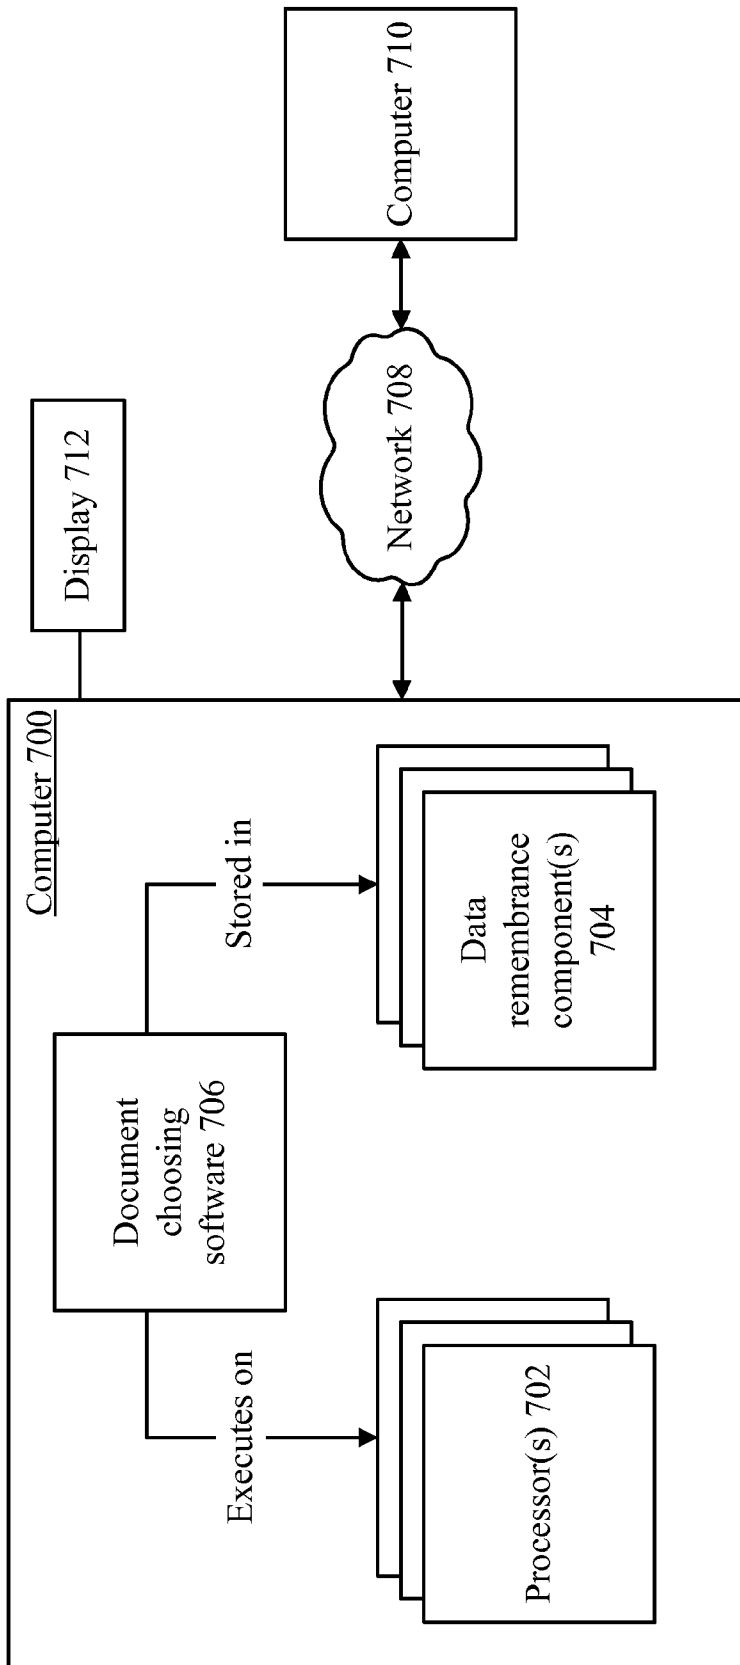 Computer 700
Document
choosing
software 706
Executes on
Stored in
Processor(s) 702
Data
remembrance
component(s)
704
Display 712
Network 708
Computer 710